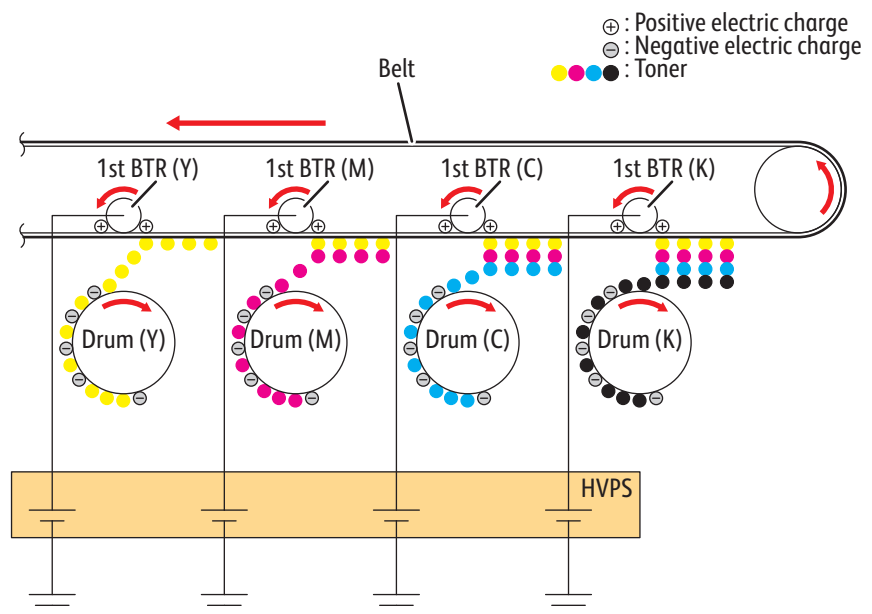 ⊕ : Positive electric charge
⊖ : Negative electric charge
: Toner
Belt
1st BTR (Y)
1st BTR (M)
1st BTR (C)
1st BTR (K)
Drum (Y)
Drum (M)
Drum (C)
Drum (K)
HVPS